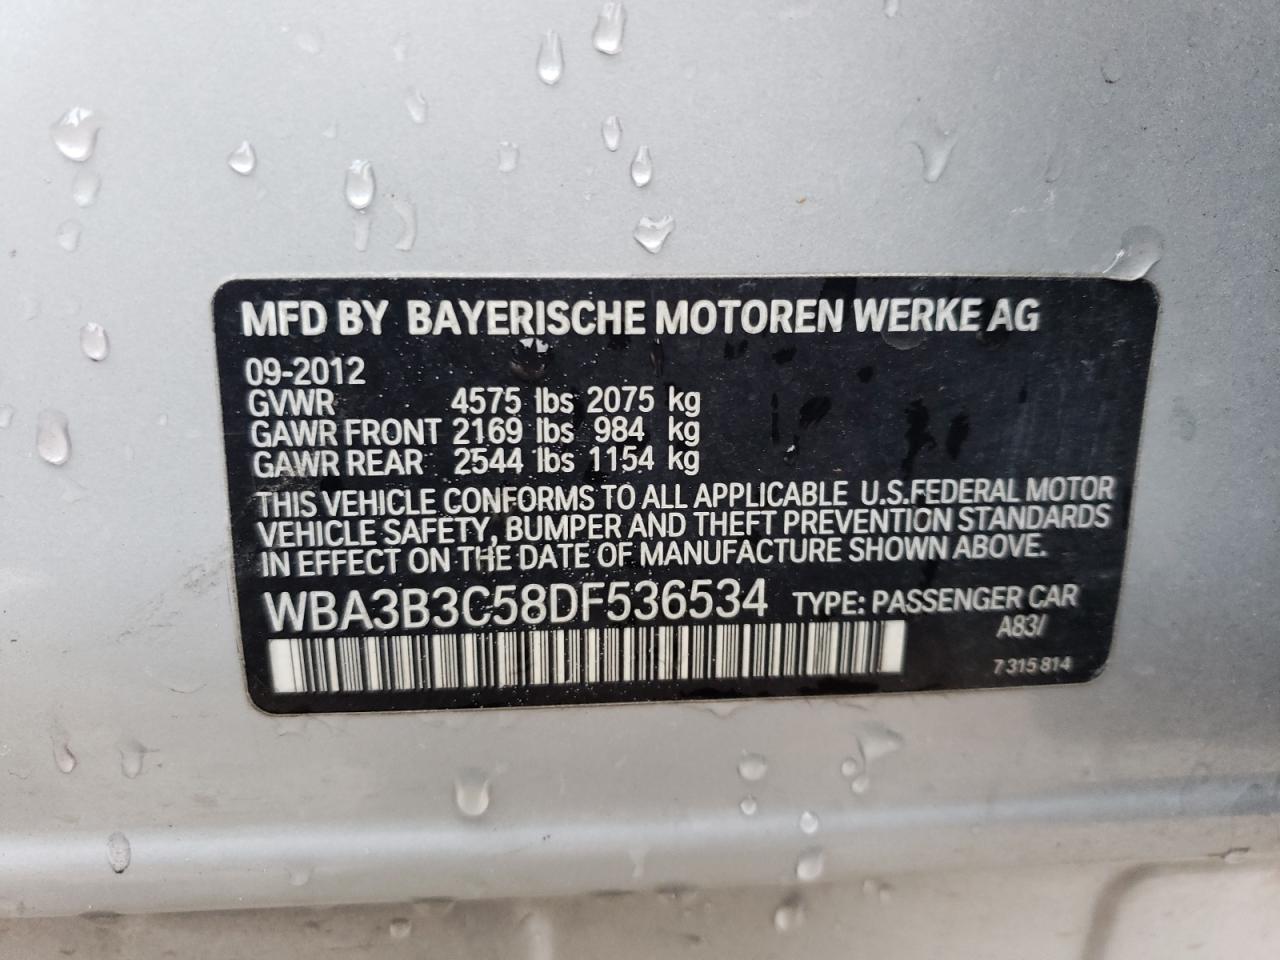 MFD BY BAYERISCHE MOTOREN WERKE AG
09-2012
GVWR 4575 lbs 2075 kg
GAWR FRONT 2169 lbs 984 kg
GAWR REAR 2544 lbs 1154 kg
THIS VEHICLE CONFORMS TO ALL APPLICABLE U.S.FEDERAL MOTOR
VEHICLE SAFETY, BUMPER AND THEFT PREVENTION STANDARDS
IN EFFECT ON THE DATE OF MANUFACTURE SHOWN ABOVE.
WBA3B3C58DF536534 TYPE: PASSENGER CAR
A83/
7 315 814